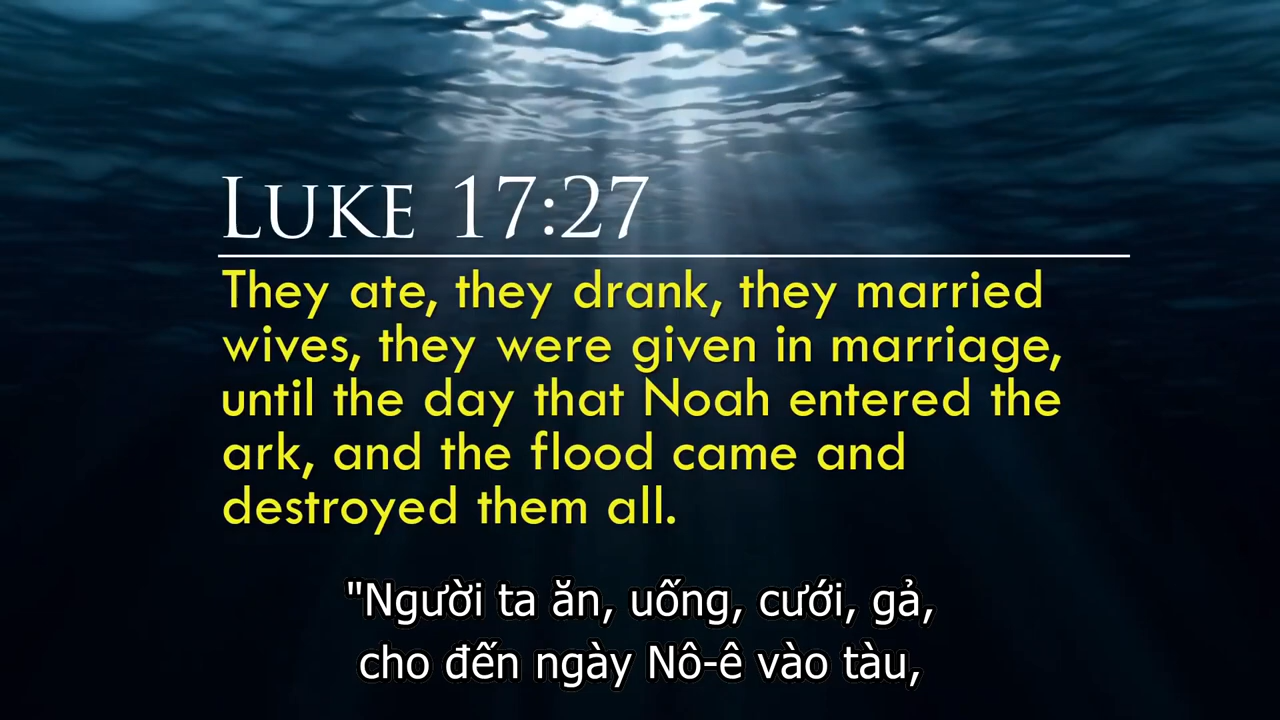 Luke 17:27
They ate, they drank, they married
wives, they were given in marriage,
until the day that Noah entered the
ark, and the flood came and
destroyed them all.
"Người ta ăn, uống, cưới, gả,
cho đến ngày Nô-ê vào tàu,